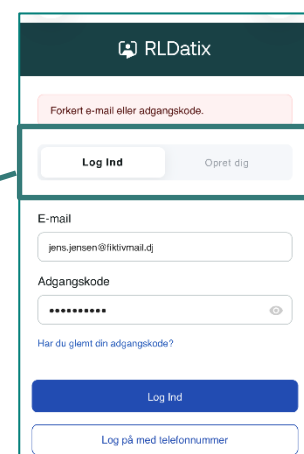 RLDatix
Forkert e-mail eller adgangskode.
Log Ind
Opret dig
E-mail
jens.jensen@fiktivmail.dj
Adgangskode
••••••••••
Har du glemt din adgangskode?
Log Ind
Log på med telefonnummer